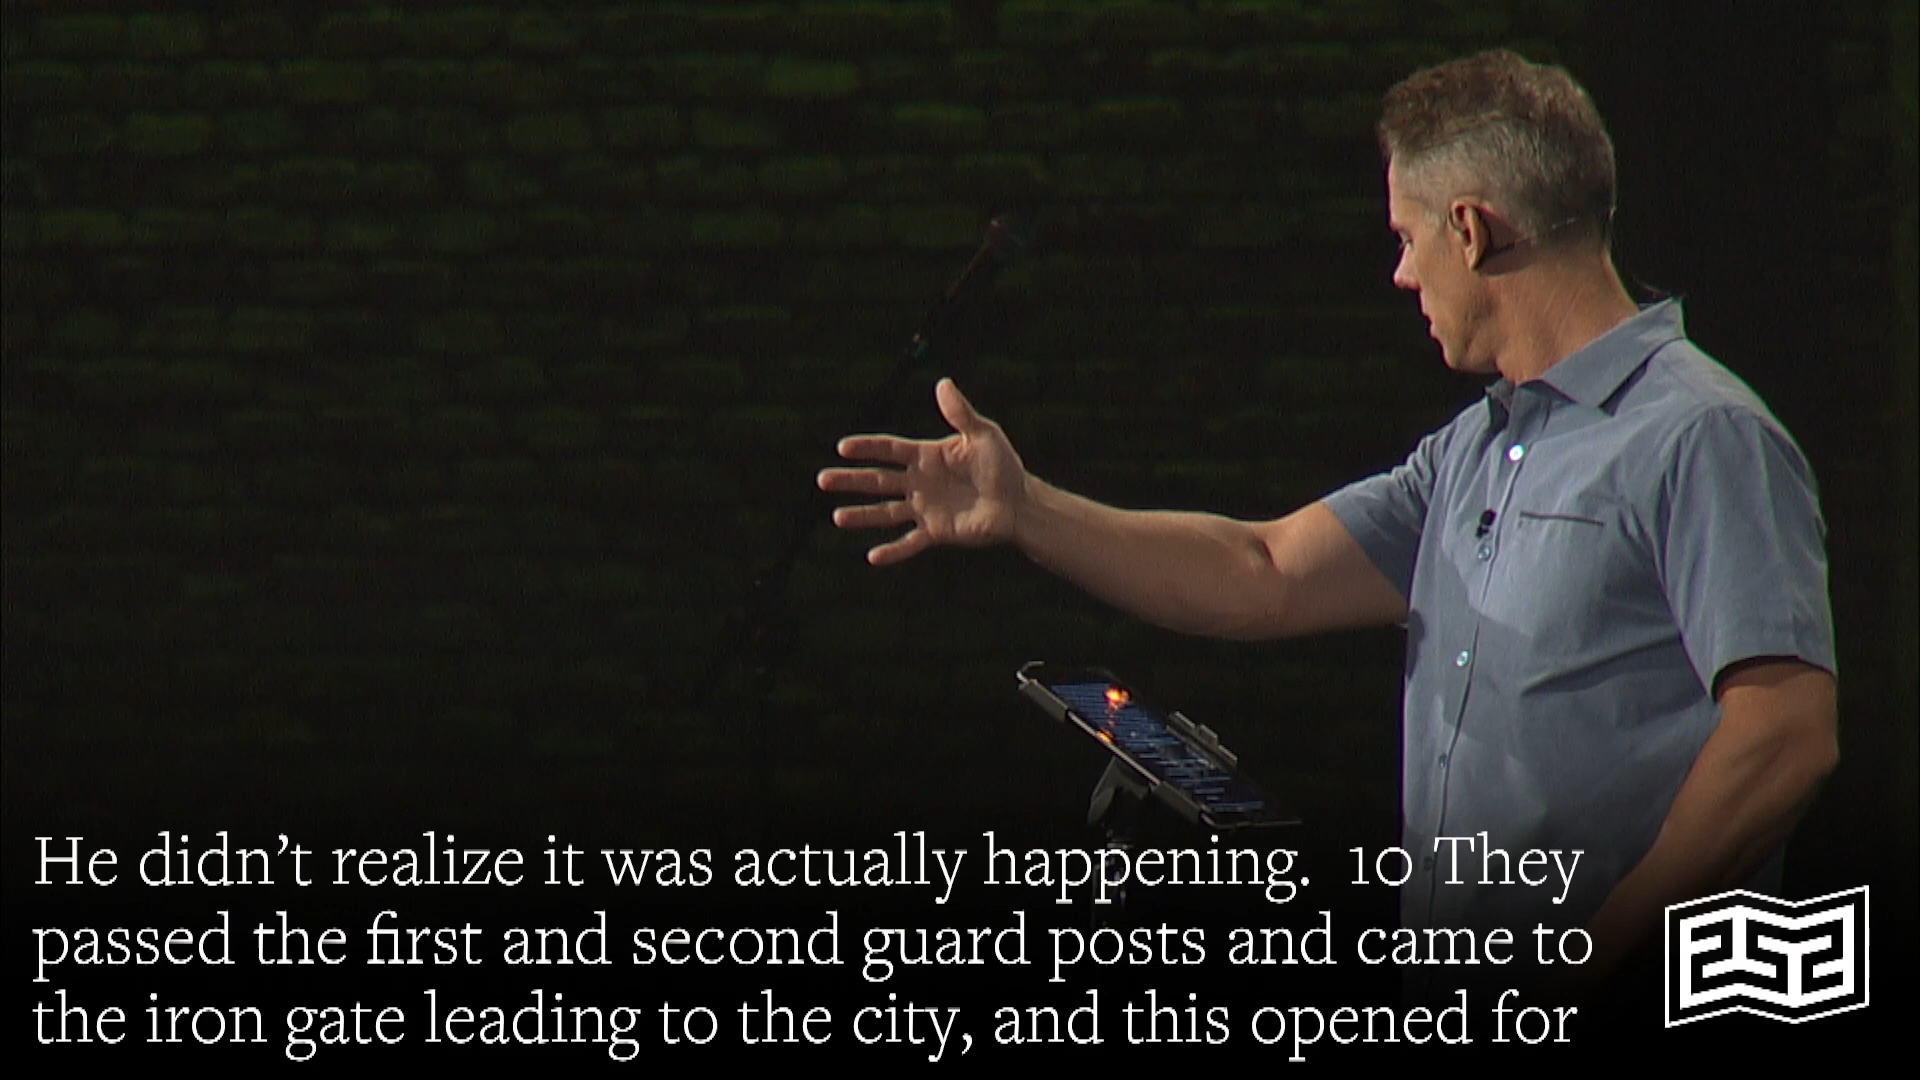 He didn’t realize it was actually happening.  10 They
passed the first and second guard posts and came to
the iron gate leading to the city, and this opened for